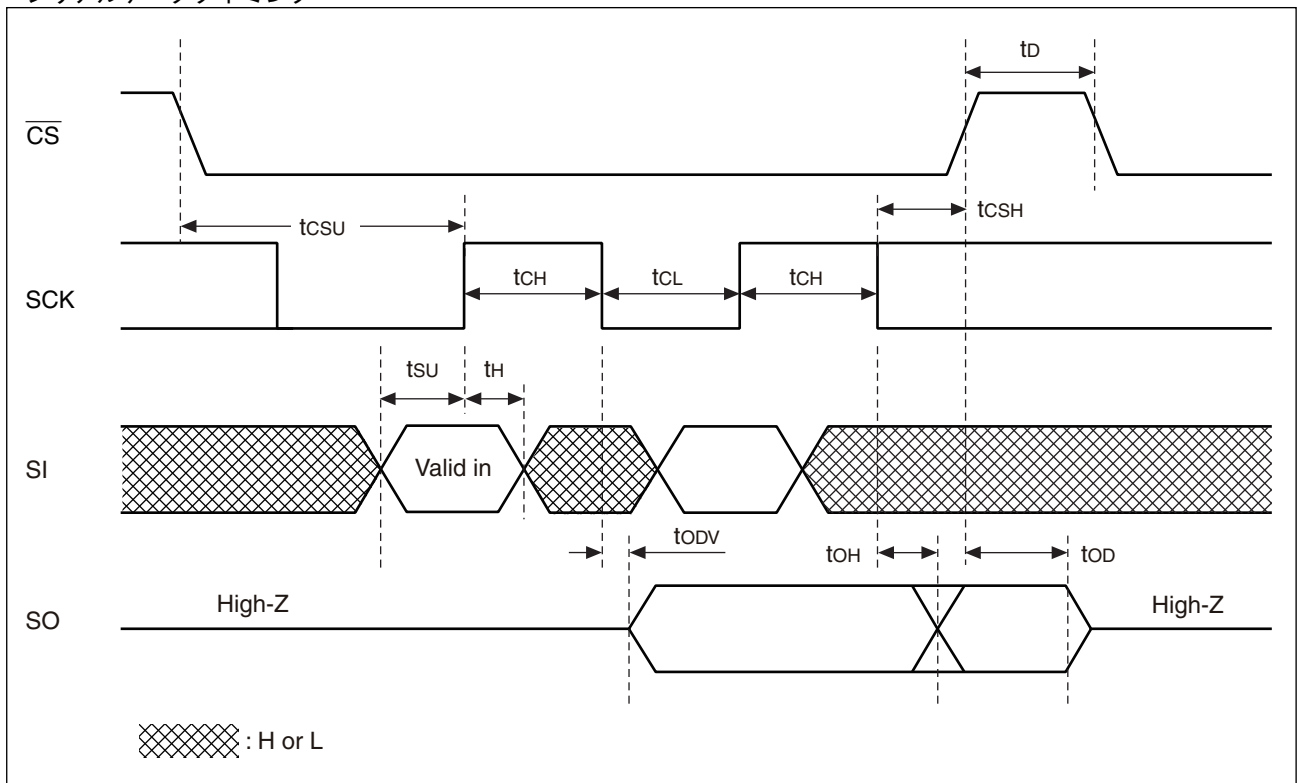 tD
CS
tCSU
tCSH
SCK
tCH
tCL
tCH
tSU
tH
SI
Valid in
tODV
tOH
tOD
SO
High-Z
High-Z
: H or L